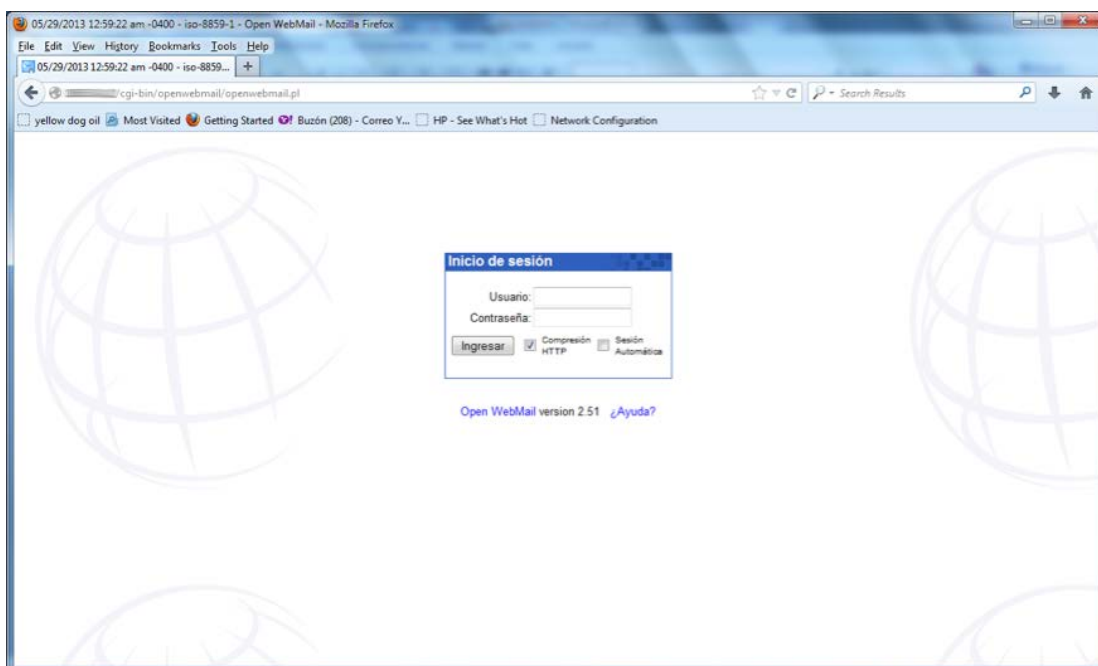 05/29/2013 12:59:22 am -0400 - iso-8859-1 - Open WebMail - Mozilla Firefox
File Edit View History Bookmarks Tools Help
05/29/2013 12:59:22 am -0400 - iso-8859... +
/cgi-bin/openwebmail/openwebmail.pl
Search Results
yellow dog oil Most Visited Getting Started Buzón (208) - Correo Y... HP - See What's Hot Network Configuration
Inicio de sesión
Usuario:
Contraseña:
Ingresar Compresión HTTP Sesión Automática
Open WebMail version 2.51 ¿Ayuda?